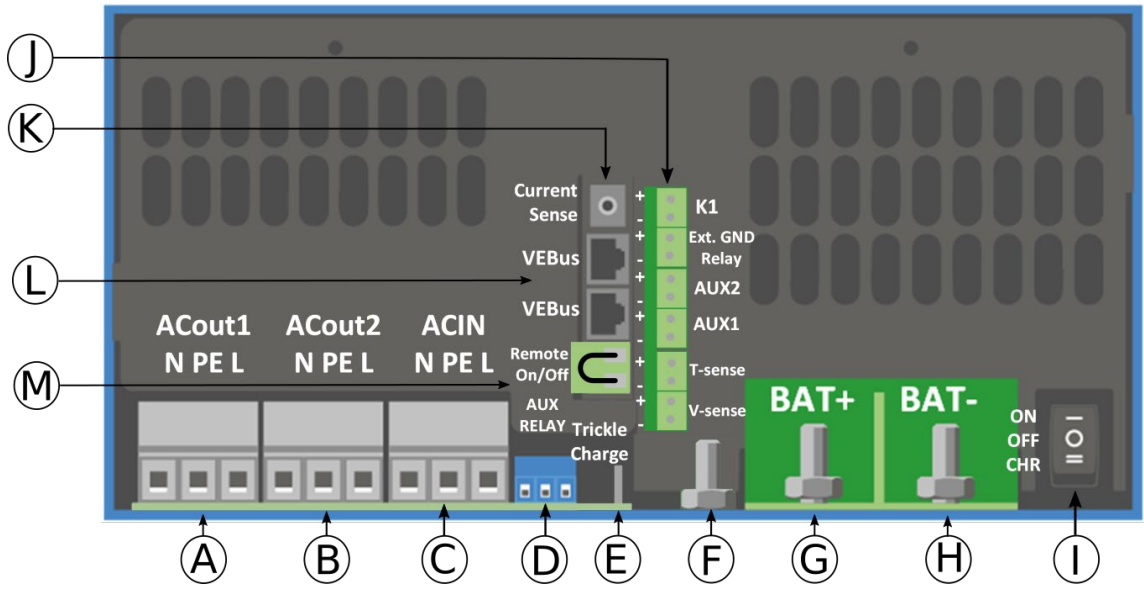 J
K
Current
Sense
+
-
K1
+
-
Ext. GND
Relay
L
VEBus
+
-
AUX2
VEBus
+
-
AUX1
ACout1
N PE L
ACout2
N PE L
ACIN
N PE L
M
Remote
On/Off
+
-
T-sense
AUX
RELAY
+
-
V-sense
Trickle
Charge
BAT+
BAT-
ON
OFF
CHR
A
B
C
D
E
F
G
H
I